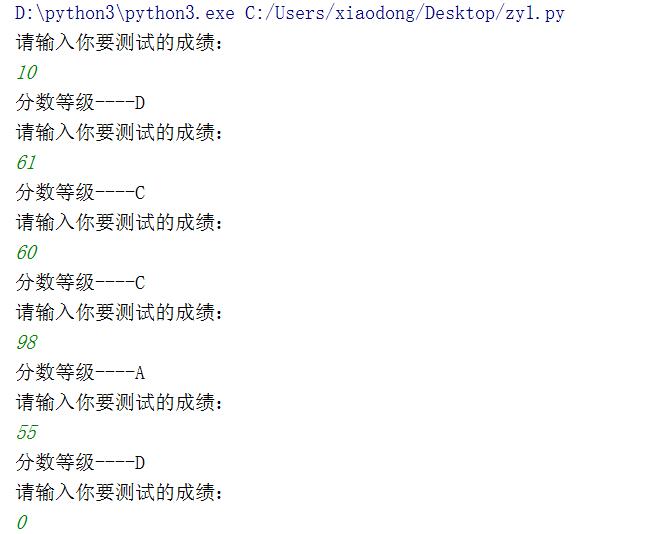 D:\python3\python3.exe C:/Users/xiaodong/Desktop/zy1.py
请输入你要测试的成绩:
10
分数等级----D
请输入你要测试的成绩:
61
分数等级----C
请输入你要测试的成绩:
60
分数等级----C
请输入你要测试的成绩:
98
分数等级----A
请输入你要测试的成绩:
55
分数等级----D
请输入你要测试的成绩:
0